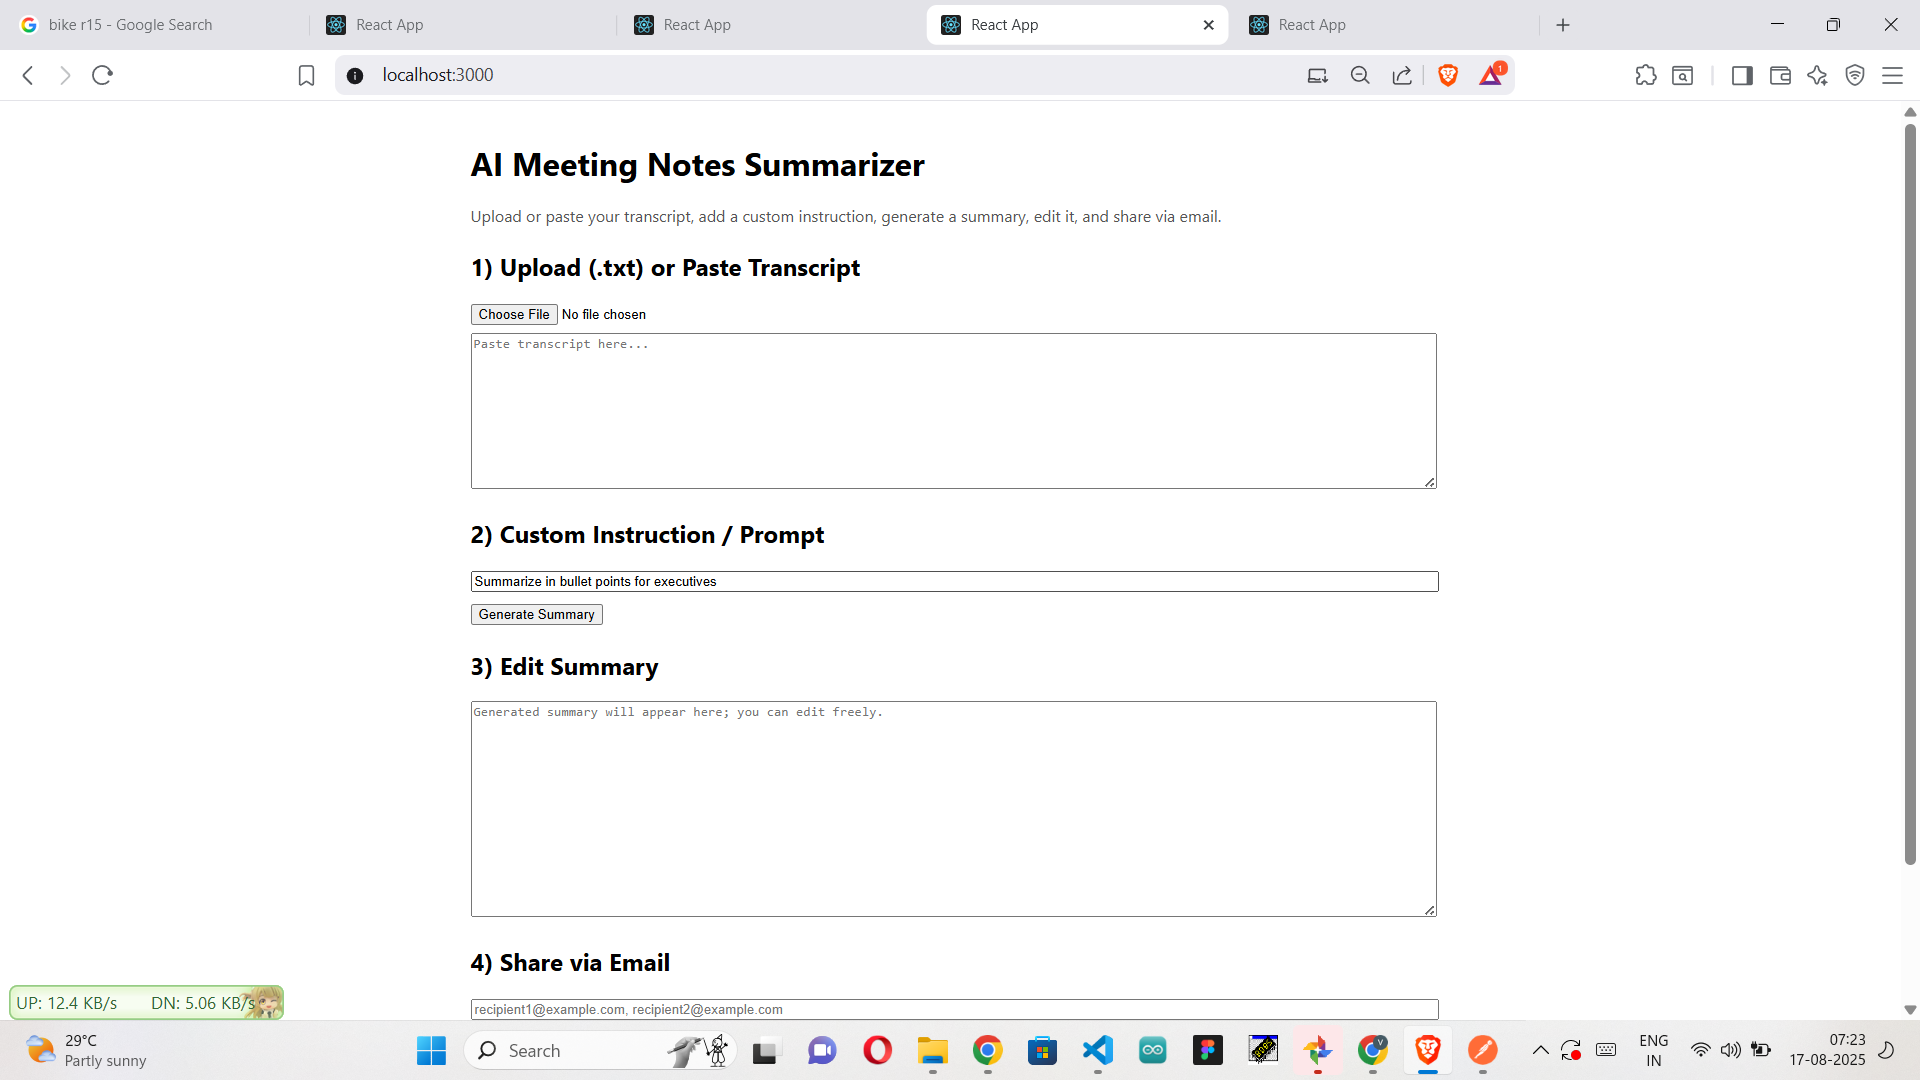 bike r15 - Google Search
React App
React App
React App
React App
localhost:3000
1
AI Meeting Notes Summarizer
Upload or paste your transcript, add a custom instruction, generate a summary, edit it, and share via email.
1) Upload (.txt) or Paste Transcript
Choose File No file chosen
Paste transcript here...
2) Custom Instruction / Prompt
Summarize in bullet points for executives
Generate Summary
3) Edit Summary
Generated summary will appear here; you can edit freely.
4) Share via Email
recipient1@example.com, recipient2@example.com
UP: 12.4 KB/s DN: 5.06 KB/s
29°C
Partly sunny
Search
V
ENG
IN
07:23
17-08-2025